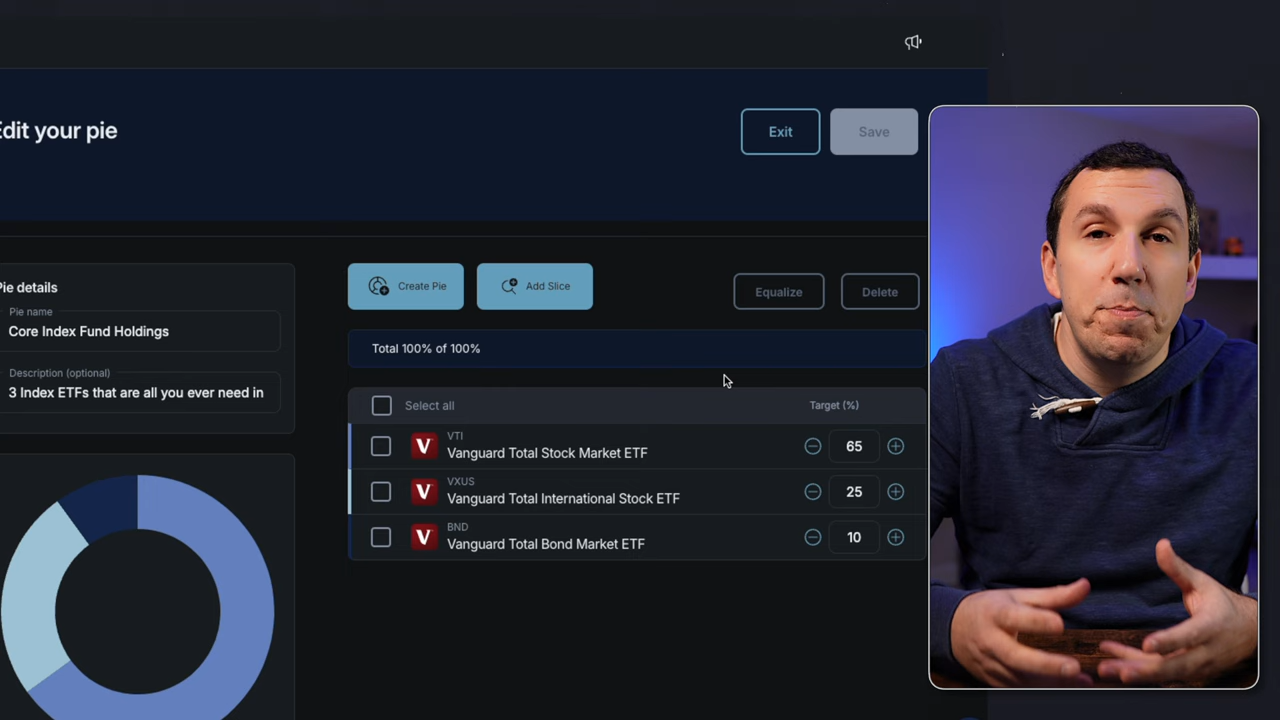 Edit your pie
Exit
Save
Pie details
Pie name
Core Index Fund Holdings
Description (optional)
3 Index ETFs that are all you ever need in
Create Pie
Add Slice
Equalize
Delete
Total 100% of 100%
Select all
Target (%)
VTI
Vanguard Total Stock Market ETF
65
VXUS
Vanguard Total International Stock ETF
25
BND
Vanguard Total Bond Market ETF
10